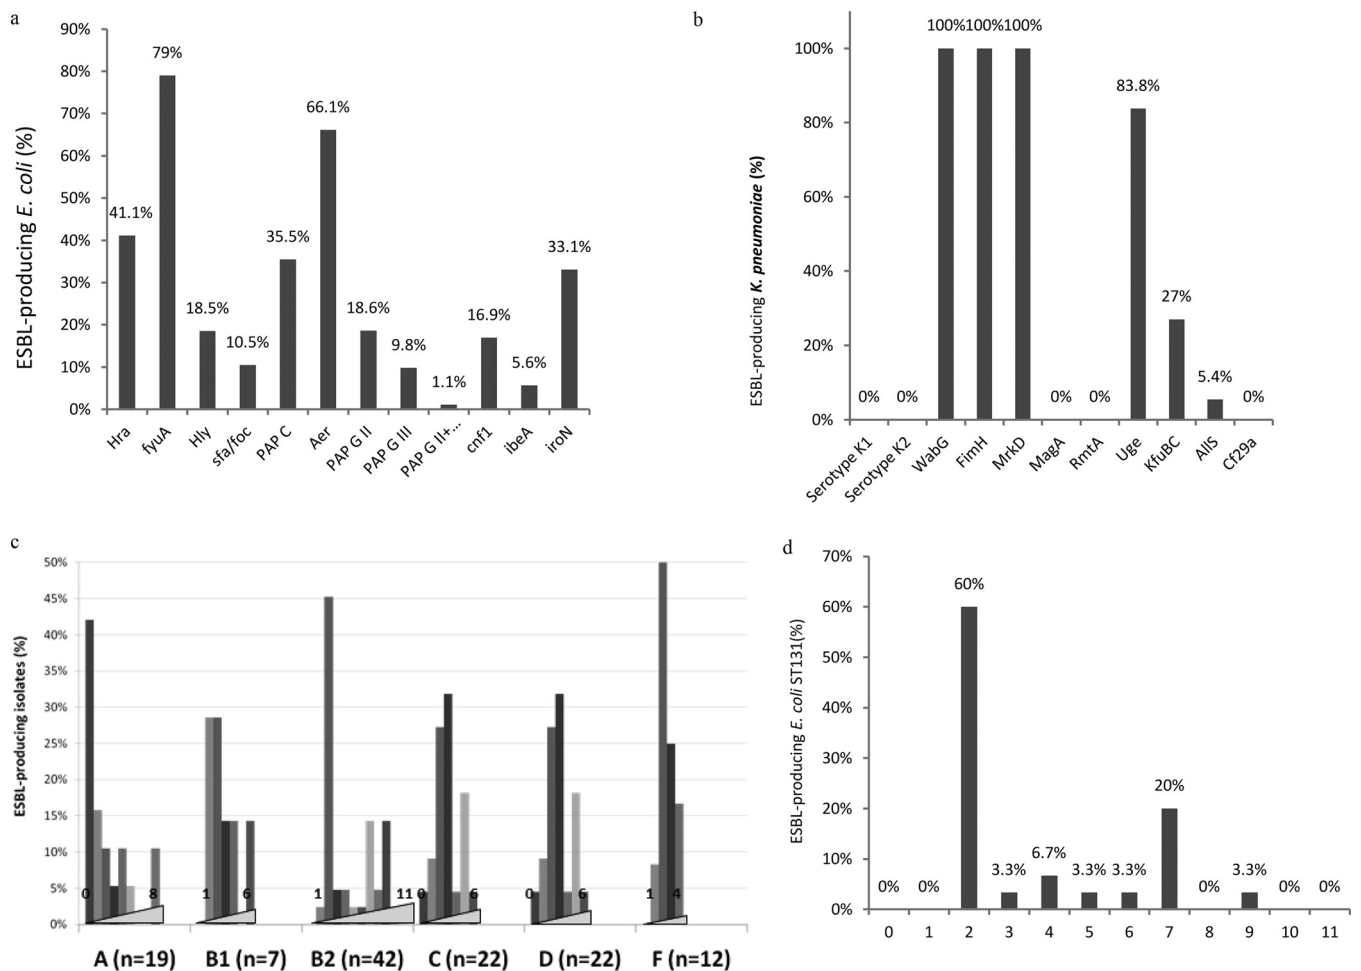 a
ESBL-producing E. coli (%)
90%
80%
70%
60%
50%
40%
30%
20%
10%
0%
41.1%
79%
18.5%
10.5%
35.5%
66.1%
18.6%
9.8%
1.1%
16.9%
5.6%
33.1%
Hra
fyuA
Hly
sfa/foc
PAP C
Aer
PAP G II
PAP G III
PAP G II+...
cnf1
ibeA
iroN
b
ESBL-producing K. pneumoniae (%)
100%
80%
60%
40%
20%
0%
0%
0%
100%
100%
100%
0%
0%
83.8%
27%
5.4%
0%
Serotype K1
Serotype K2
WabG
FimH
MrkD
MagA
RmtA
Uge
KfuBC
AllS
Cf29a
c
ESBL-producing isolates (%)
50%
45%
40%
35%
30%
25%
20%
15%
10%
5%
0%
0 8
1 6
1 11
0 6
0 6
1 4
A (n=19)
B1 (n=7)
B2 (n=42)
C (n=22)
D (n=22)
F (n=12)
d
ESBL-producing E. coli ST131(%)
70%
60%
50%
40%
30%
20%
10%
0%
0%
0%
60%
3.3%
6.7%
3.3%
3.3%
20%
0%
3.3%
0%
0%
0 1 2 3 4 5 6 7 8 9 10 11